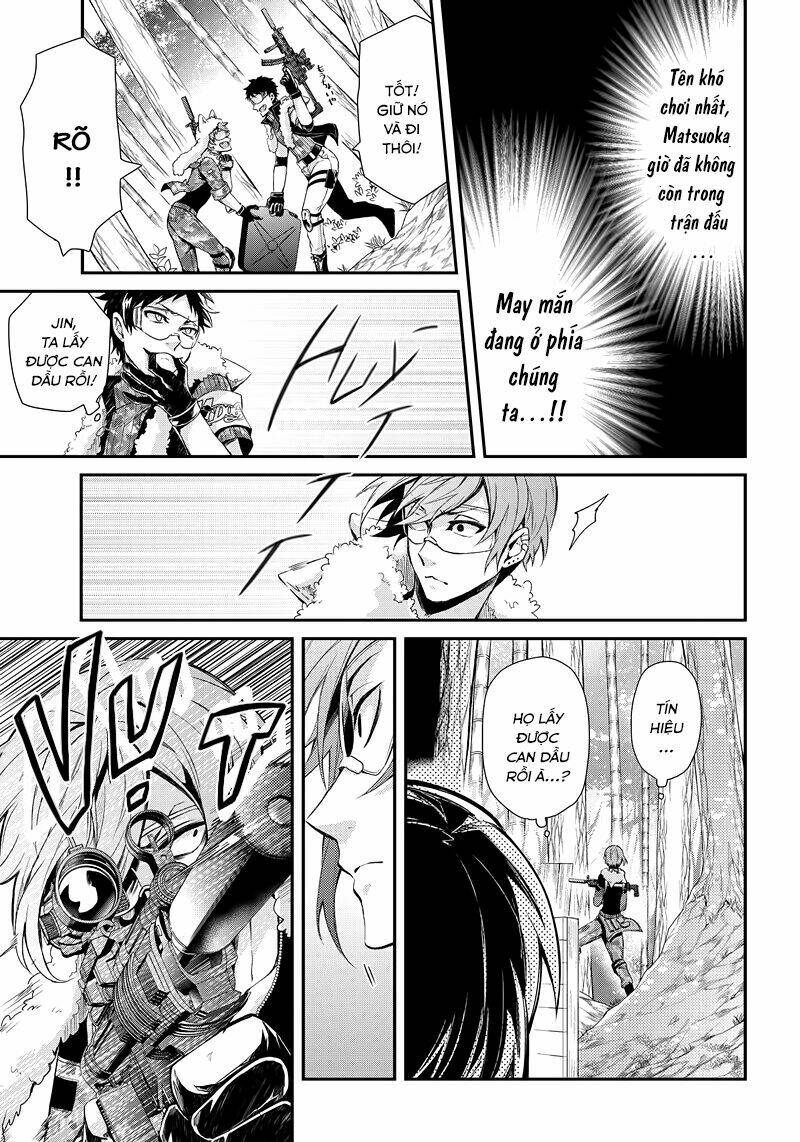 Tên khó
chơi nhất,
Matsuoka
giờ đã không
còn trong
trận đấu
...
May mắn
đang ở phía
chúng
ta...!!
TỐT!
GIỮ NÓ
VÀ ĐI
THÔI!
RÕ
!!
HUÝT
T
T
T
JIN,
TA LẤY
ĐƯỢC CAN
DẦU RỒI!
TÍN
HIỆU
...
HỌ LẤY
ĐƯỢC
CAN DẦU
RỒI À...?
VỤT